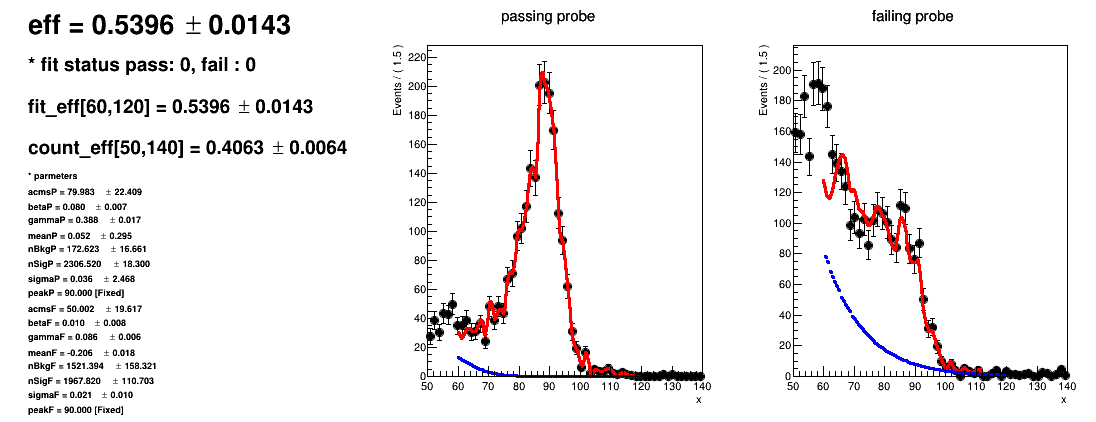 eff = 0.5396 ± 0.0143
* fit status pass: 0, fail : 0
fit_eff[60,120] = 0.5396 ± 0.0143
count_eff[50,140] = 0.4063 ± 0.0064
* parmeters
acmsP = 79.983 ± 22.409
betaP = 0.080 ± 0.007
gammaP = 0.388 ± 0.017
meanP = 0.052 ± 0.295
nBkgP = 172.623 ± 16.661
nSigP = 2306.520 ± 18.300
sigmaP = 0.036 ± 2.468
peakP = 90.000 [Fixed]
acmsF = 50.002 ± 19.617
betaF = 0.010 ± 0.008
gammaF = 0.086 ± 0.006
meanF = -0.206 ± 0.018
nBkgF = 1521.394 ± 158.321
nSigF = 1967.820 ± 110.703
sigmaF = 0.021 ± 0.010
peakF = 90.000 [Fixed]
passing probe
Events / ( 1.5 )
220
200
180
160
140
120
100
80
60
40
20
0
50 60 70 80 90 100 110 120 130 140
x
failing probe
Events / ( 1.5 )
200
180
160
140
120
100
80
60
40
20
0
50 60 70 80 90 100 110 120 130 140
x